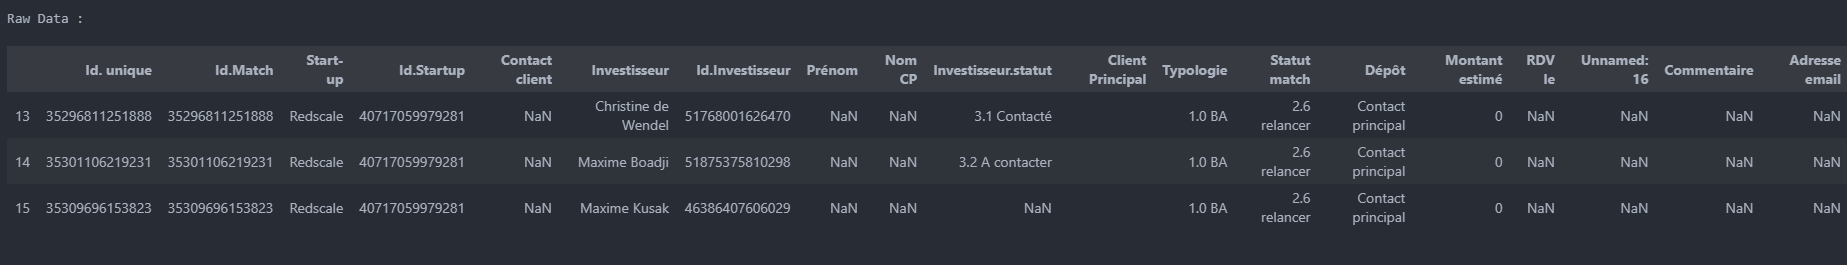 Raw Data :
Id. unique Id.Match Start-up Id.Startup Contact client Investisseur Id.Investisseur Prénom Nom CP Investisseur.statut Client Principal Typologie Statut match Dépôt Montant estimé RDV le Unnamed: 16 Commentaire Adresse email
13 35296811251888 35296811251888 Redscale 40717059979281 NaN Christine de Wendel 51768001626470 NaN NaN 3.1 Contacté 1.0 BA 2.6 relancer Contact principal 0 NaN NaN NaN NaN
14 35301106219231 35301106219231 Redscale 40717059979281 NaN Maxime Boadji 51875375810298 NaN NaN 3.2 A contacter 1.0 BA 2.6 relancer Contact principal 0 NaN NaN NaN NaN
15 35309696153823 35309696153823 Redscale 40717059979281 NaN Maxime Kusak 46386407606029 NaN NaN NaN 1.0 BA 2.6 relancer Contact principal 0 NaN NaN NaN NaN